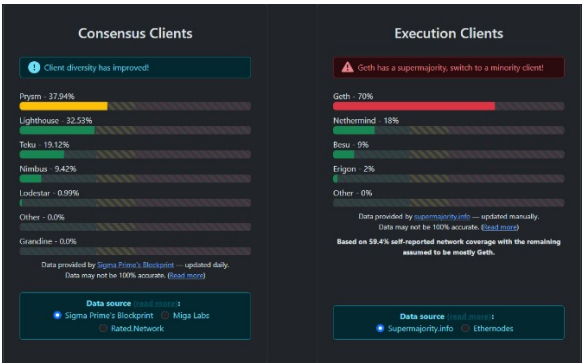 Consensus Clients
Client diversity has improved!
Prysm - 37.94%
Lighthouse - 32.53%
Teku - 19.12%
Nimbus - 9.42%
Lodestar - 0.99%
Other - 0.0%
Grandine - 0.0%
Data provided by Sigma Prime's Blockprint — updated daily.
Data may not be 100% accurate. (Read more)
Data source (read more):
Sigma Prime's Blockprint Miga Labs
Rated.Network
Execution Clients
Geth has a supermajority, switch to a minority client!
Geth - 70%
Nethermind - 18%
Besu - 9%
Erigon - 2%
Other - 0%
Data provided by supermajority.info — updated manually.
Data may not be 100% accurate. (Read more)
Based on 59.4% self-reported network coverage with the remaining
assumed to be mostly Geth.
Data source (read more):
Supermajority.info Ethernodes